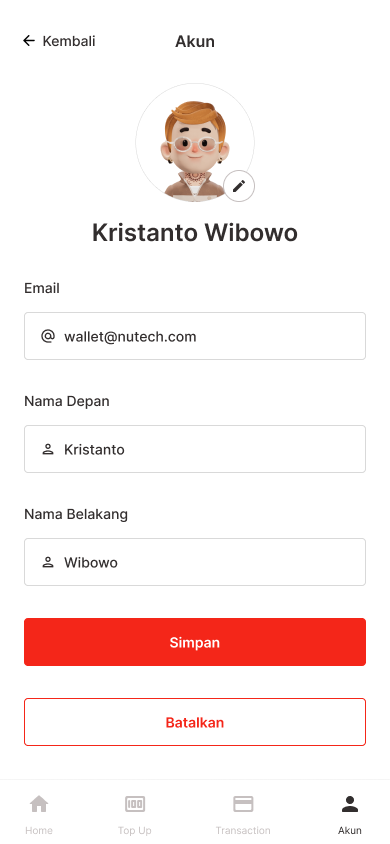 Kembali
Akun
Kristanto Wibowo
Email
wallet@nutech.com
Nama Depan
Kristanto
Nama Belakang
Wibowo
Simpan
Batalkan
100
Home
Top Up
Transaction
Akun